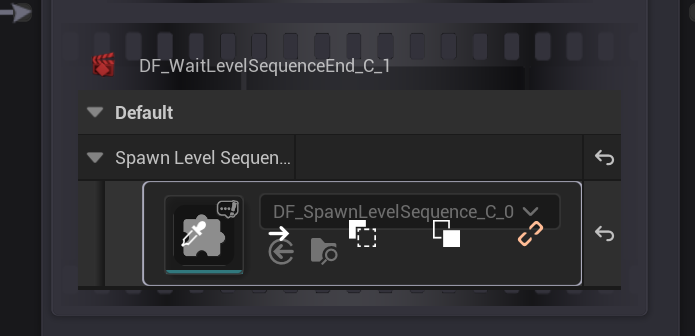 DF_WaitLevelSequenceEnd_C_1
Default
Spawn Level Sequen...
DF_SpawnLevelSequence_C_0